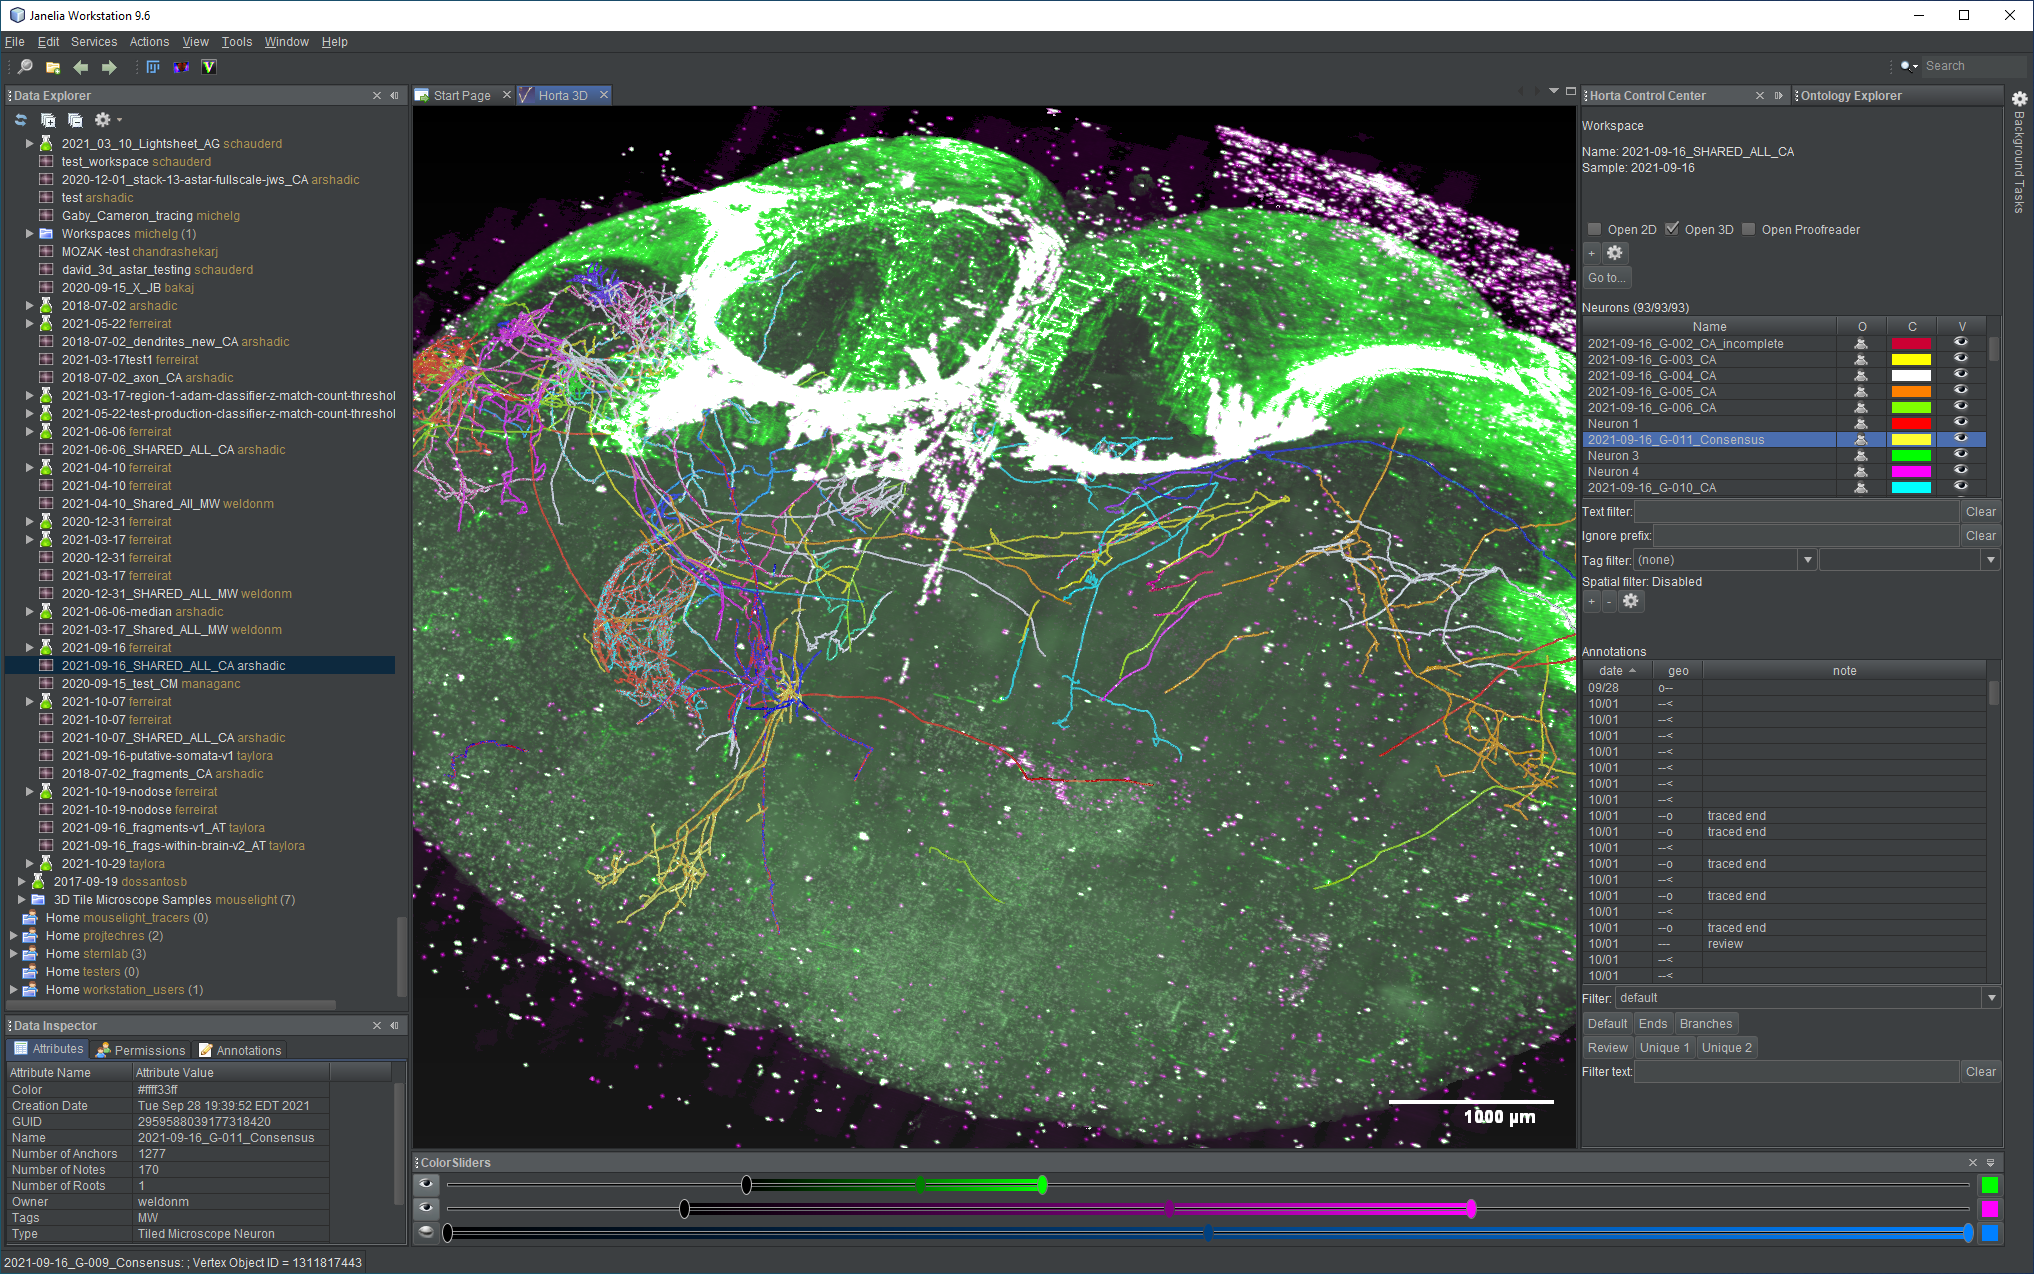 Janelia Workstation 9.6
File Edit Services Actions View Tools Window Help
Search
Data Explorer
2021_03_10_Lightsheet_AG schauderd
test_workspace schauderd
2020-12-01_stack-13-astar-fullscale-jws_CA arshadic
test arshadic
Gaby_Cameron_tracing michelg
Workspaces michelg (1)
MOZAK -test chandrashekarj
david_3d_astar_testing schauderd
2020-09-15_X_JB bakaj
2018-07-02 arshadic
2021-05-22 ferreirat
2018-07-02_dendrites_new_CA arshadic
2021-03-17test1 ferreirat
2018-07-02_axon_CA arshadic
2021-03-17-region-1-adam-classifier-z-match-count-threshol
2021-05-22-test-production-classifier-z-match-count-threshol
2021-06-06 ferreirat
2021-06-06_SHARED_ALL_CA arshadic
2021-04-10 ferreirat
2021-04-10 ferreirat
2021-04-10_Shared_All_MW weldonm
2020-12-31 ferreirat
2021-03-17 ferreirat
2020-12-31 ferreirat
2021-03-17 ferreirat
2020-12-31_SHARED_ALL_MW weldonm
2021-06-06-median arshadic
2021-03-17_Shared_ALL_MW weldonm
2021-09-16 ferreirat
2021-09-16_SHARED_ALL_CA arshadic
2020-09-15_test_CM managanc
2021-10-07 ferreirat
2021-10-07 ferreirat
2021-10-07_SHARED_ALL_CA arshadic
2021-09-16-putative-somata-v1 taylora
2018-07-02_fragments_CA arshadic
2021-10-19-nodose ferreirat
2021-10-19-nodose ferreirat
2021-09-16_fragments-v1_AT taylora
2021-09-16_frags-within-brain-v2_AT taylora
2021-10-29 taylora
2017-09-19 dossantosb
3D Tile Microscope Samples mouselight (7)
Home mouselight_tracers (0)
Home projtechres (2)
Home sternlab (3)
Home testers (0)
Home workstation_users (1)
Data Inspector
Attributes Permissions Annotations
Attribute Name Attribute Value
Color #ffff33ff
Creation Date Tue Sep 28 19:39:52 EDT 2021
GUID 2959588039177318420
Name 2021-09-16_G-011_Consensus
Number of Anchors 1277
Number of Notes 170
Number of Roots 1
Owner weldonm
Tags MW
Type Tiled Microscope Neuron
2021-09-16_G-009_Consensus: ; Vertex Object ID = 1311817443
Start Page Horta 3D
1000 µm
ColorSliders
Horta Control Center Ontology Explorer
Background Tasks
Workspace
Name: 2021-09-16_SHARED_ALL_CA
Sample: 2021-09-16
Open 2D Open 3D Open Proofreader
+
Go to...
Neurons (93/93/93)
Name O C V
2021-09-16_G-002_CA_incomplete
2021-09-16_G-003_CA
2021-09-16_G-004_CA
2021-09-16_G-005_CA
2021-09-16_G-006_CA
Neuron 1
2021-09-16_G-011_Consensus
Neuron 3
Neuron 4
2021-09-16_G-010_CA
Text filter: Clear
Ignore prefix: Clear
Tag filter: (none)
Spatial filter: Disabled
+ -
Annotations
date geo note
09/28 o--
10/01 --<
10/01 --<
10/01 --<
10/01 --<
10/01 --<
10/01 --<
10/01 --<
10/01 --o traced end
10/01 --o traced end
10/01 --<
10/01 --o traced end
10/01 --<
10/01 --o traced end
10/01 --<
10/01 --o traced end
10/01 --- review
10/01 --<
10/01 --<
Filter: default
Default Ends Branches
Review Unique 1 Unique 2
Filter text: Clear